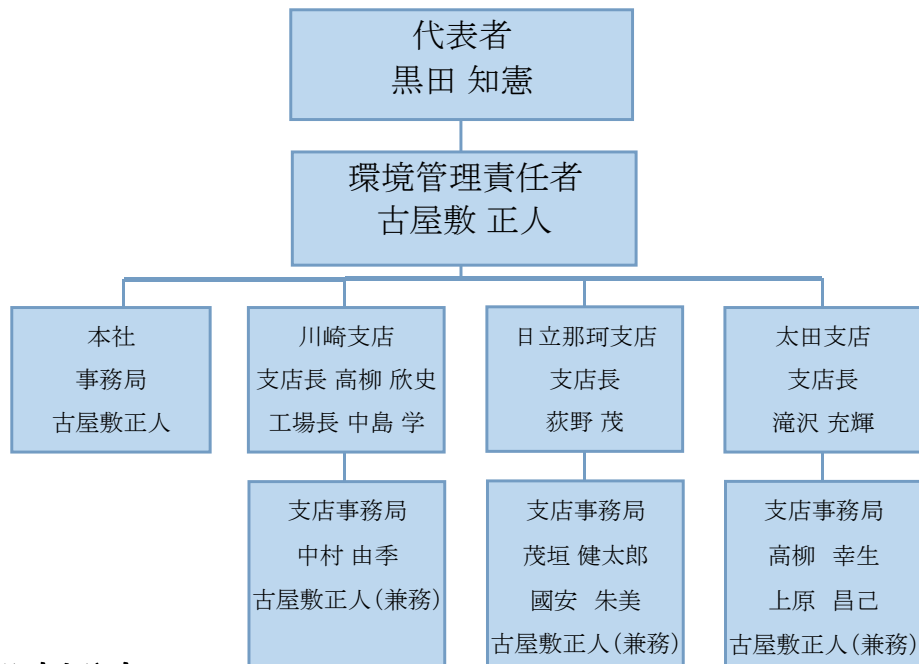 代表者
黒田 知憲
環境管理責任者
古屋敷 正人
本社
事務局
古屋敷正人
川崎支店
支店長 高柳 欣史
工場長 中島 学
日立那珂支店
支店長
荻野 茂
太田支店
支店長
滝沢 充輝
支店事務局
中村 由季
古屋敷正人(兼務)
支店事務局
茂垣 健太郎
國安 朱美
古屋敷正人(兼務)
支店事務局
高柳 幸生
上原 昌己
古屋敷正人(兼務)